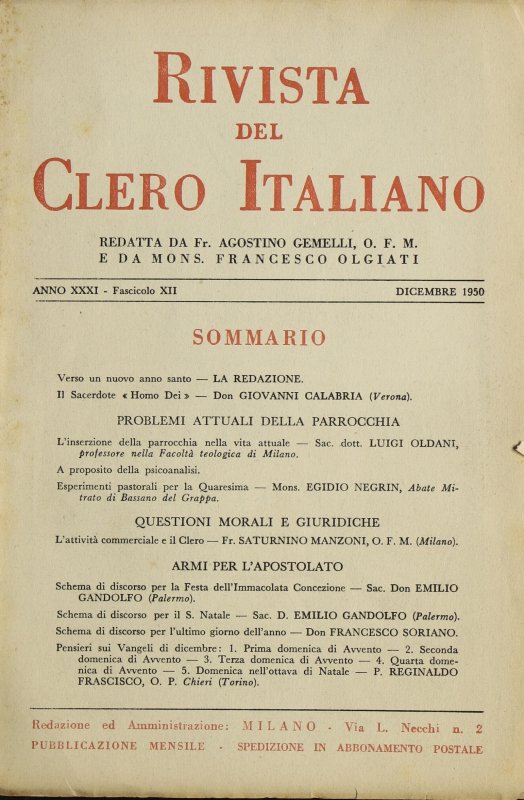 RIVISTA
DEL
CLERO ITALIANO
REDATTA DA Fr. AGOSTINO GEMELLI, O. F. M.
E DA MONS. FRANCESCO OLGIATI
ANNO XXXI - Fascicolo XII DICEMBRE 1950
SOMMARIO
Verso un nuovo anno santo — LA REDAZIONE.
Il Sacerdote « Homo Dei » — Don GIOVANNI CALABRIA (Verona).
PROBLEMI ATTUALI DELLA PARROCCHIA
L'inserzione della parrocchia nella vita attuale — Sac. dott. LUIGI OLDANI,
professore nella Facoltà teologica di Milano.
A proposito della psicoanalisi.
Esperimenti pastorali per la Quaresima — Mons. EGIDIO NEGRIN, Abate Mi-
trato di Bassano del Grappa.
QUESTIONI MORALI E GIURIDICHE
L'attività commerciale e il Clero — Fr. SATURNINO MANZONI, O. F. M. (Milano).
ARMI PER L'APOSTOLATO
Schema di discorso per la Festa dell'Immacolata Concezione — Sac. Don EMILIO
GANDOLFO (Palermo).
Schema di discorso per il S. Natale — Sac. D. EMILIO GANDOLFO (Palermo).
Schema di discorso per l'ultimo giorno dell'anno — Don FRANCESCO SORIANO.
Pensieri sui Vangeli di dicembre: 1. Prima domenica di Avvento — 2. Seconda
domenica di Avvento — 3. Terza domenica di Avvento — 4. Quarta dome-
nica di Avvento — 5. Domenica nell'ottava di Natale — P. REGINALDO
FRASCISCO, O. P. Chieri (Torino).
Redazione ed Amministrazione: MILANO - Via L. Necchi n. 2
PUBBLICAZIONE MENSILE - SPEDIZIONE IN ABBONAMENTO POSTALE